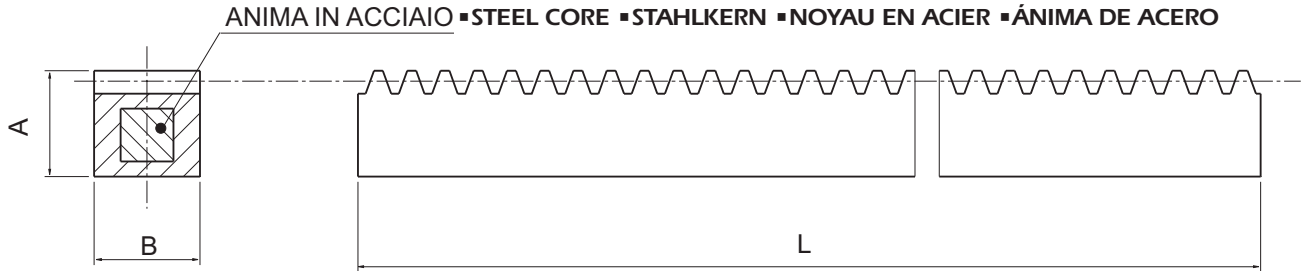 ANIMA IN ACCIAIO ▪STEEL CORE ▪STAHLKERN ▪NOYAU EN ACIER ▪ÁNIMA DE ACERO
A
B
L